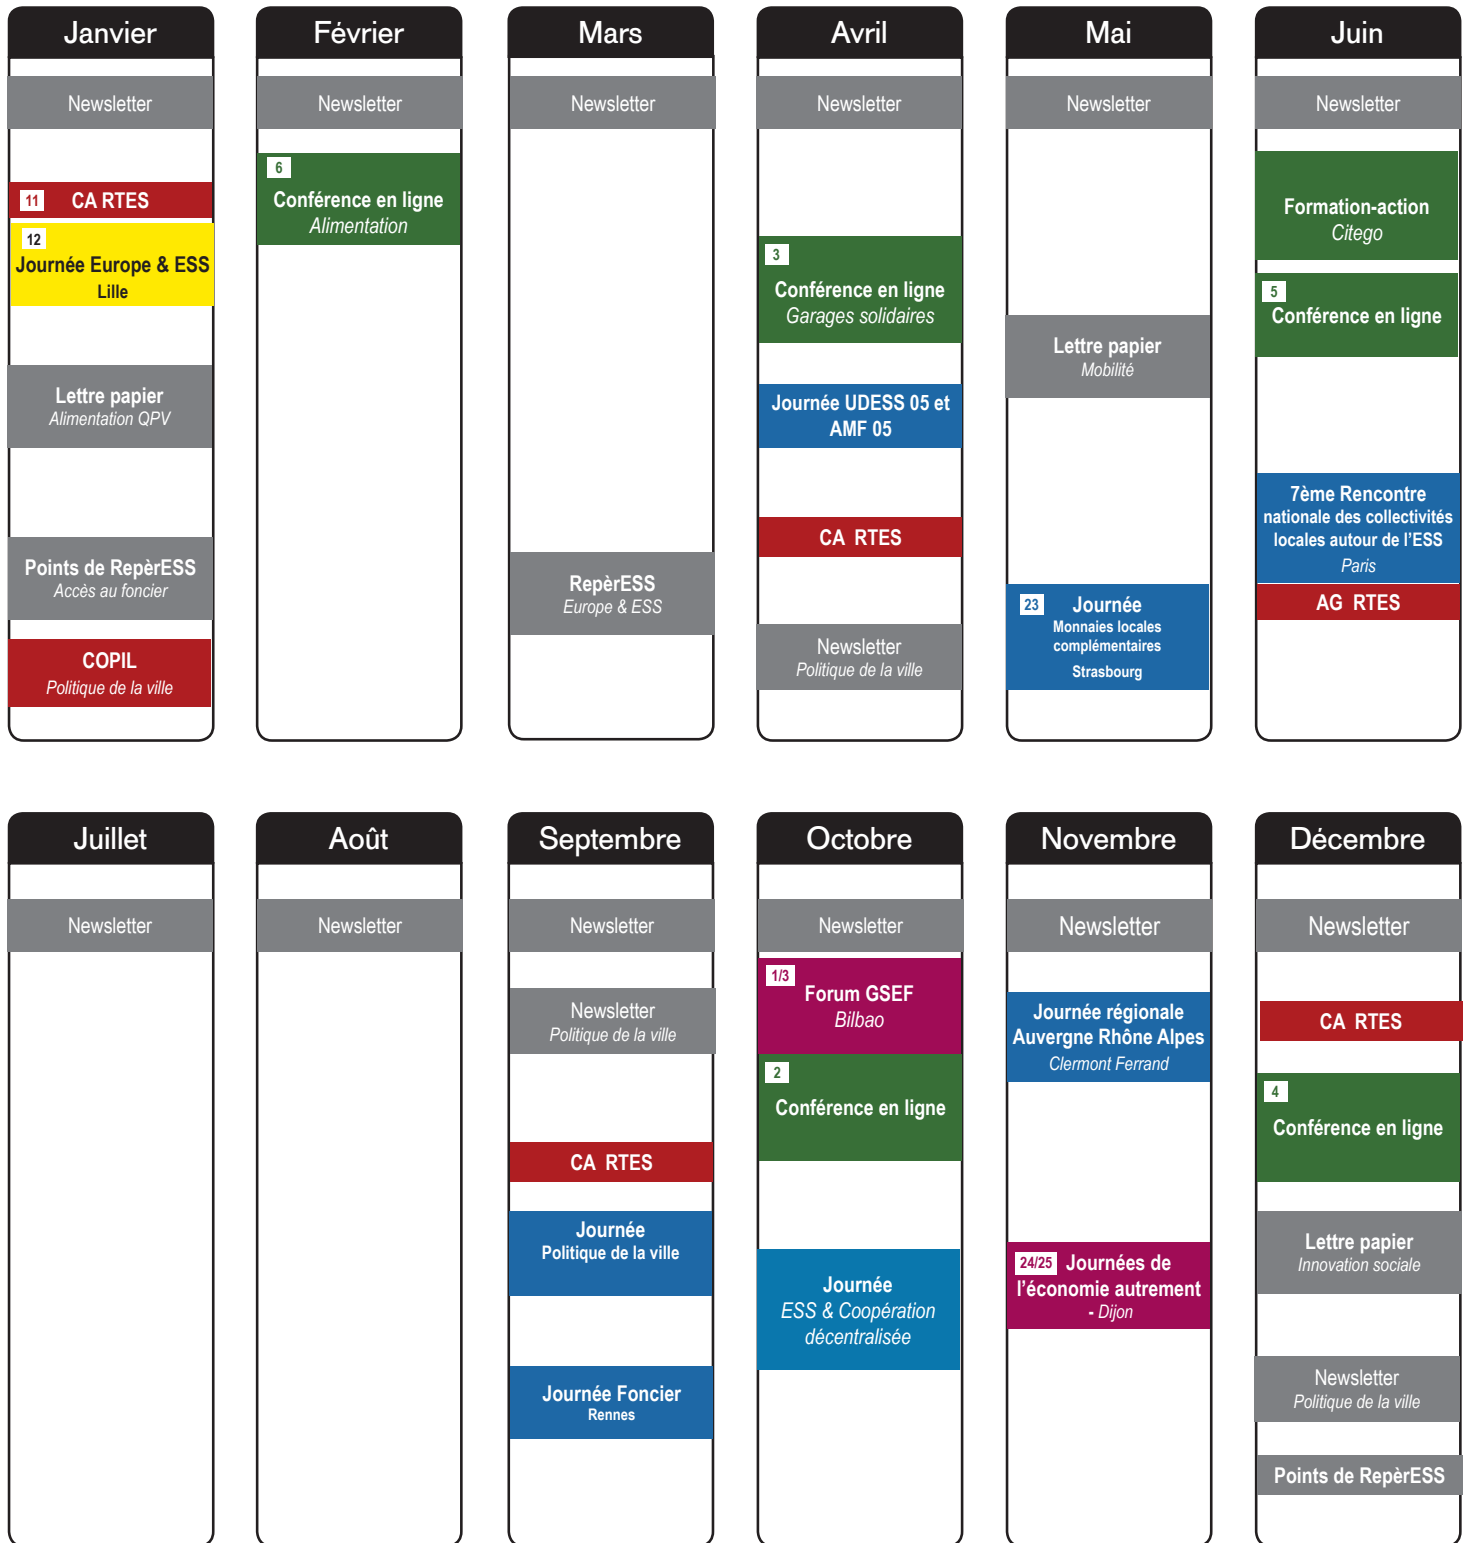 Janvier
Newsletter
11 CA RTES
12
Journée Europe & ESS
Lille
Lettre papier
Alimentation QPV
Points de RepèrESS
Accès au foncier
COPIL
Politique de la ville
Février
Newsletter
6
Conférence en ligne
Alimentation
Mars
Newsletter
RepèrESS
Europe & ESS
Avril
Newsletter
3
Conférence en ligne
Garages solidaires
Journée UDESS 05 et
AMF 05
CA RTES
Newsletter
Politique de la ville
Mai
Newsletter
Lettre papier
Mobilité
23 Journée
Monnaies locales
complémentaires
Strasbourg
Juin
Newsletter
Formation-action
Citego
5
Conférence en ligne
7ème Rencontre
nationale des collectivités
locales autour de l'ESS
Paris
AG RTES
Juillet
Newsletter
Août
Newsletter
Septembre
Newsletter
Newsletter
Politique de la ville
CA RTES
Journée
Politique de la ville
Journée Foncier
Rennes
Octobre
Newsletter
1/3
Forum GSEF
Bilbao
2
Conférence en ligne
Journée
ESS & Coopération
décentralisée
Novembre
Newsletter
Journée régionale
Auvergne Rhône Alpes
Clermont Ferrand
24/25 Journées de
l'économie autrement
- Dijon
Décembre
Newsletter
CA RTES
4
Conférence en ligne
Lettre papier
Innovation sociale
Newsletter
Politique de la ville
Points de RepèrESS